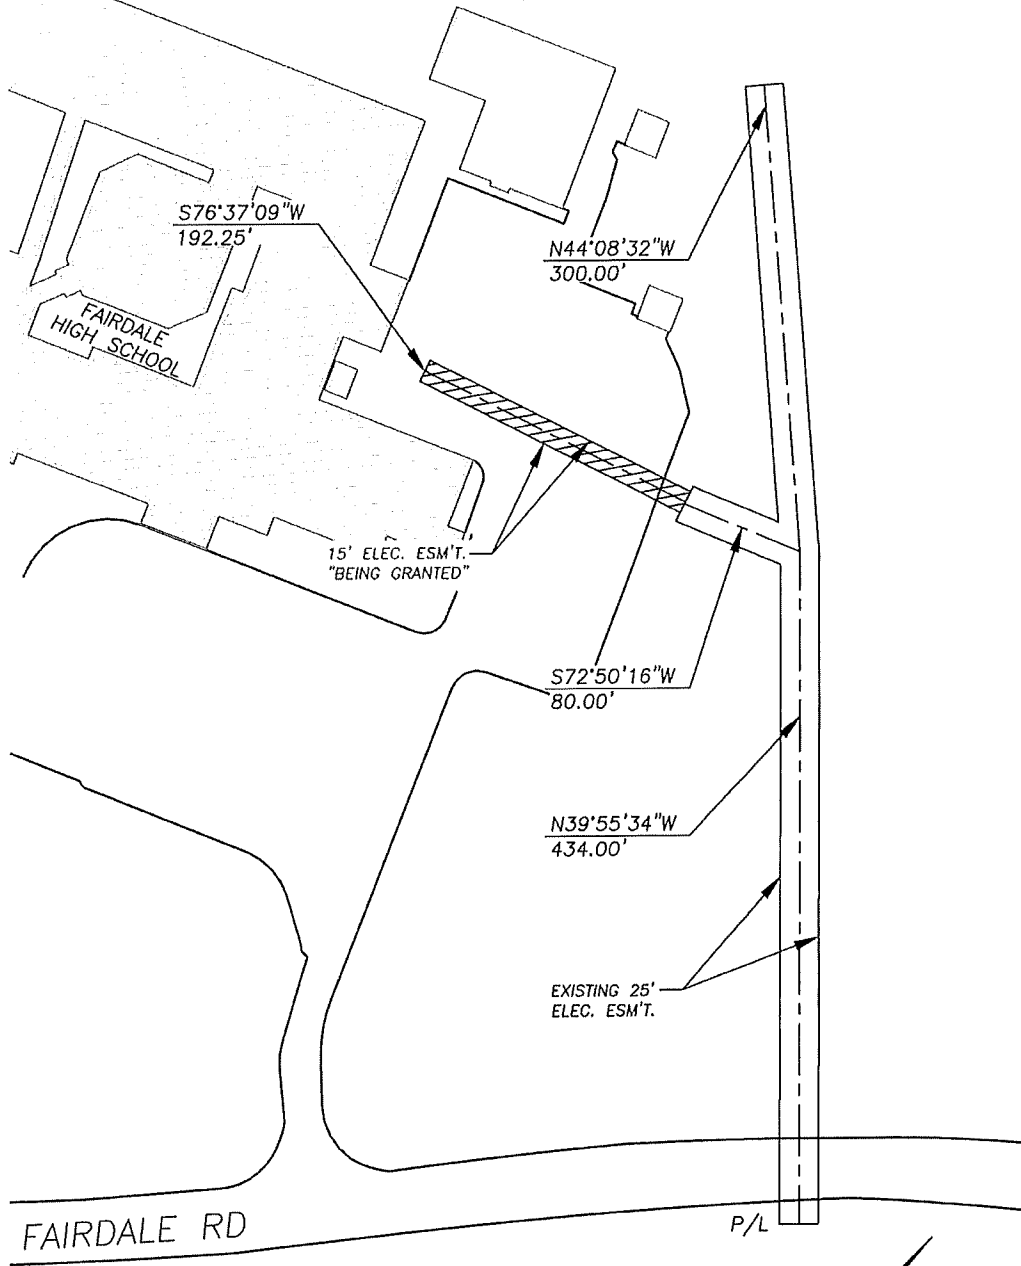 S76°37'09"W
192.25'
N44°08'32"W
300.00'
FAIRDALE
HIGH SCHOOL
15' ELEC. ESM'T.
"BEING GRANTED"
S72°50'16"W
80.00'
N39°55'34"W
434.00'
EXISTING 25'
ELEC. ESM'T.
FAIRDALE RD
P/L